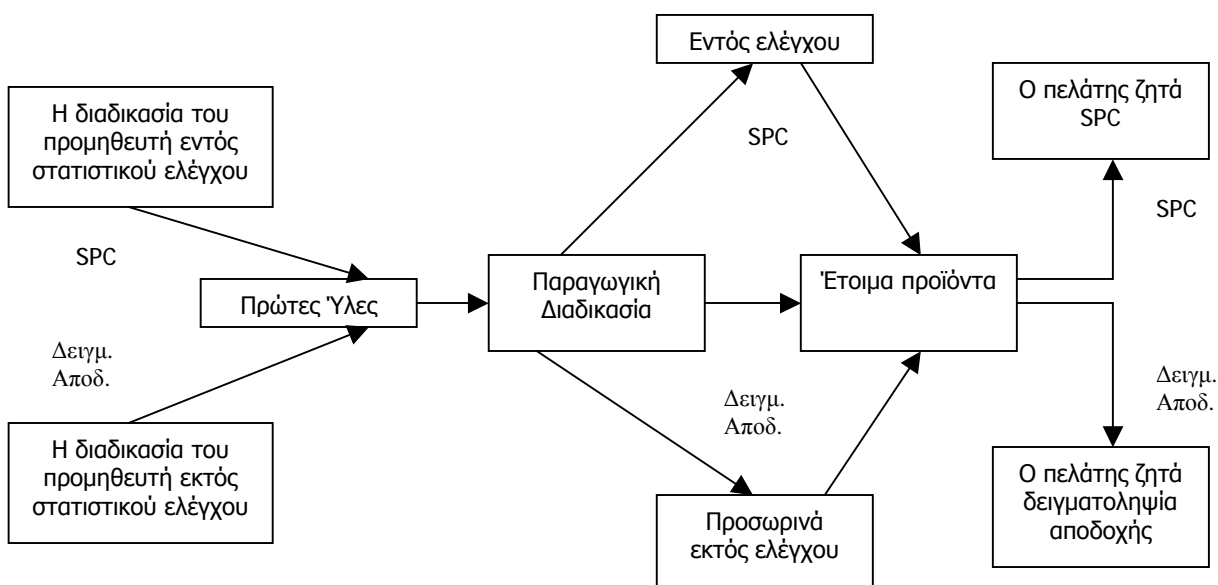 Η διαδικασία του
προμηθευτή εντός
στατιστικού ελέγχου
SPC
Δειγμ.
Αποδ.
Η διαδικασία του
προμηθευτή εκτός
στατιστικού ελέγχου
Πρώτες Ύλες
Παραγωγική
Διαδικασία
Εντός ελέγχου
SPC
Δειγμ.
Αποδ.
Προσωρινά
εκτός ελέγχου
Έτοιμα προϊόντα
Ο πελάτης ζητά
SPC
SPC
Δειγμ.
Αποδ.
Ο πελάτης ζητά
δειγματοληψία
αποδοχής